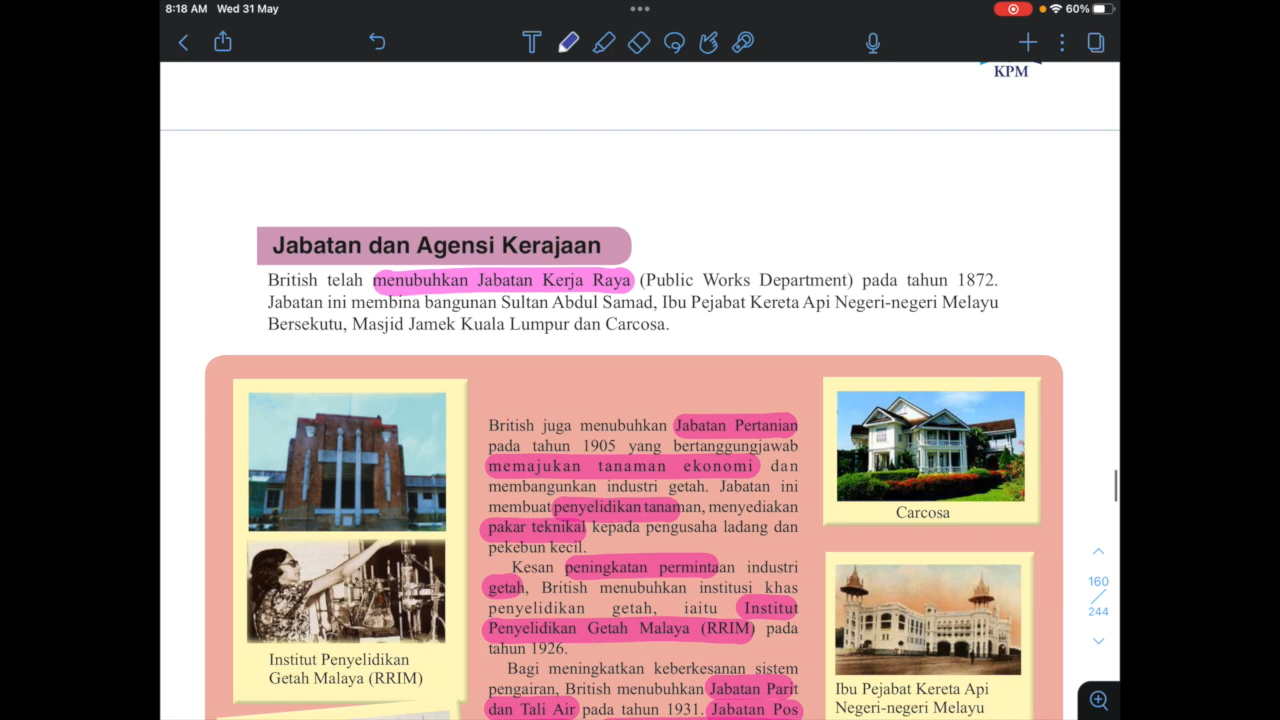 8:18 AM Wed 31 May
60%
KPM
Jabatan dan Agensi Kerajaan
British telah menubuhkan Jabatan Kerja Raya (Public Works Department) pada tahun 1872.
Jabatan ini membina bangunan Sultan Abdul Samad, Ibu Pejabat Kereta Api Negeri-negeri Melayu
Bersekutu, Masjid Jamek Kuala Lumpur dan Carcosa.
British juga menubuhkan Jabatan Pertanian
pada tahun 1905 yang bertanggungjawab
memajukan tanaman ekonomi dan
membangunkan industri getah. Jabatan ini
membuat penyelidikan tanaman, menyediakan
pakar teknikal kepada pengusaha ladang dan
pekebun kecil.
Kesan peningkatan permintaan industri
getah, British menubuhkan institusi khas
penyelidikan getah, iaitu Institut
Penyelidikan Getah Malaya (RRIM) pada
tahun 1926.
Bagi meningkatkan keberkesanan sistem
pengairan, British menubuhkan Jabatan Parit
dan Tali Air pada tahun 1931. Jabatan Pos
Institut Penyelidikan
Getah Malaya (RRIM)
Carcosa
Ibu Pejabat Kereta Api
Negeri-negeri Melayu
160
244